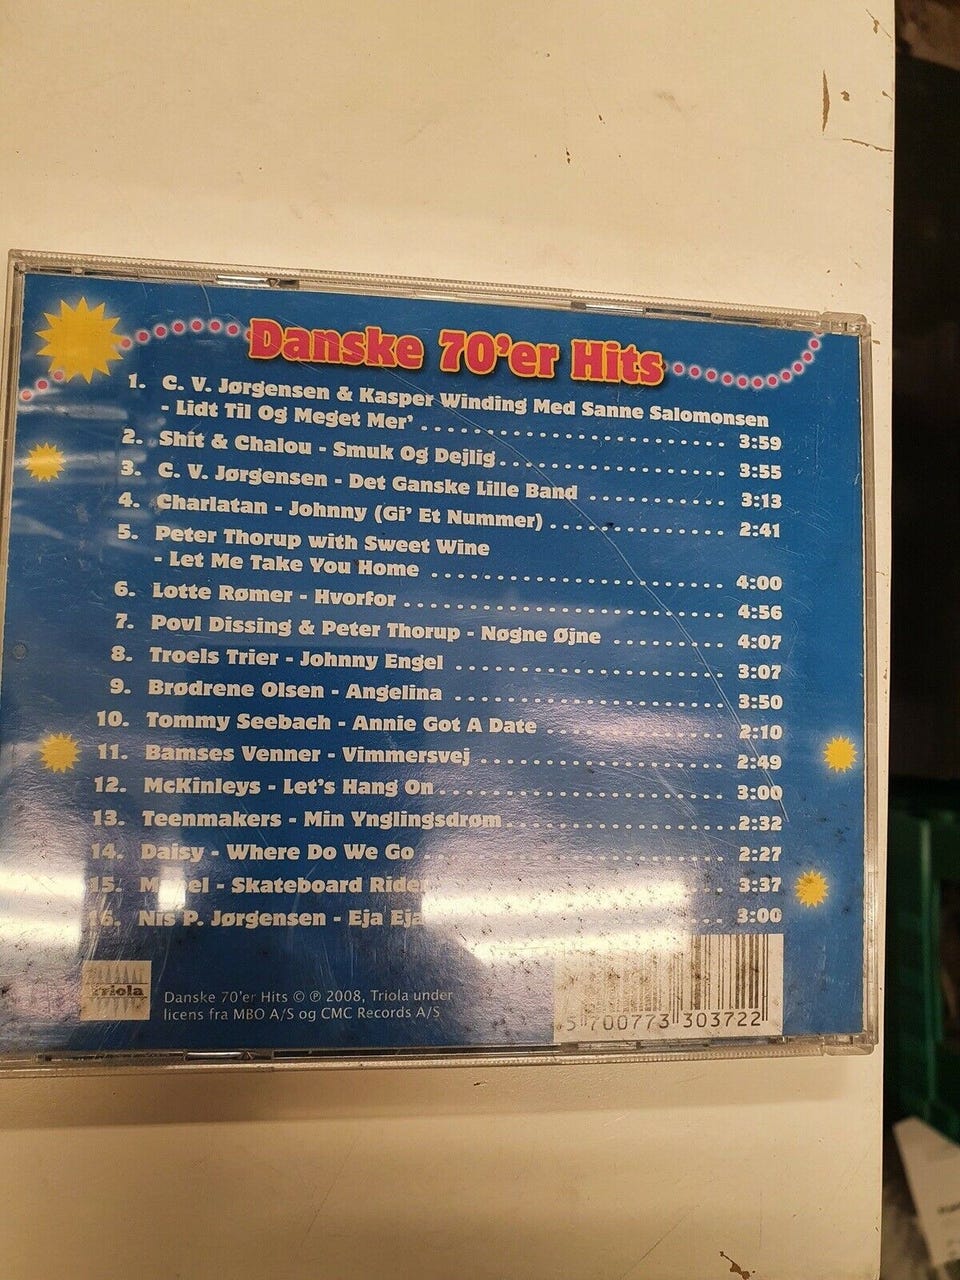 Danske 70'er Hits
1. C. V. Jørgensen & Kasper Winding Med Sanne Salomonsen
- Lidt Til Og Meget Mer' 3:59
2. Shit & Chalou - Smuk Og Dejlig 3:55
3. C. V. Jørgensen - Det Ganske Lille Band 3:13
4. Charlatan - Johnny (Gi' Et Nummer) 2:41
5. Peter Thorup with Sweet Wine
- Let Me Take You Home 4:00
6. Lotte Rømer - Hvorfor 4:56
7. Povl Dissing & Peter Thorup - Nøgne Øjne 4:07
8. Troels Trier - Johnny Engel 3:07
9. Brødrene Olsen - Angelina 3:50
10. Tommy Seebach - Annie Got A Date 2:10
11. Bamses Venner - Vimmersvej 2:49
12. McKinleys - Let's Hang On 3:00
13. Teenmakers - Min Ynglingsdrøm 2:32
14. Daisy - Where Do We Go 2:27
15. - Skateboard 3:37
16. Nis P. Jørgensen - Eja Eja 3:00
Triola
Danske 70'er Hits © ℗ 2008, Triola under
licens fra MBO A/S og CMC Records A/S
5 700773 303722